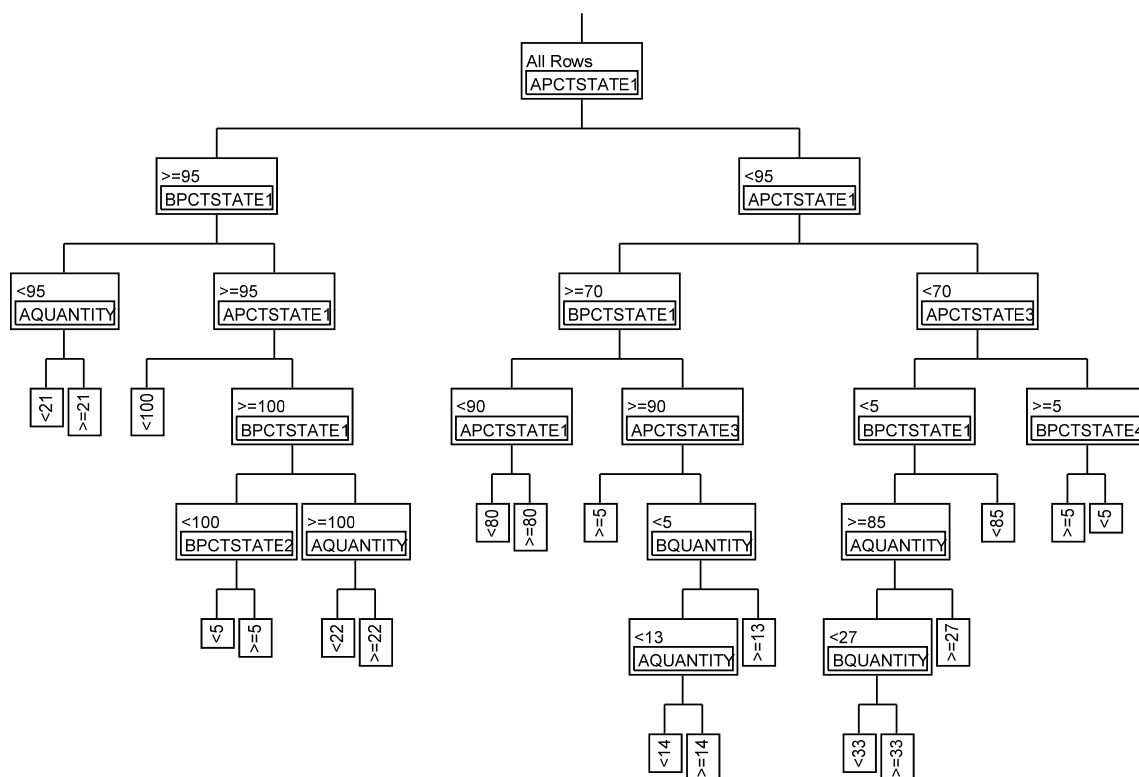 All Rows
APCTSTATE1
>=95
BPCTSTATE1
<95
APCTSTATE1
<95
AQUANTITY
>=95
APCTSTATE1
>=70
BPCTSTATE1
<70
APCTSTATE3
<21
>=21
<100
>=100
BPCTSTATE1
<90
APCTSTATE1
>=90
APCTSTATE3
<5
BPCTSTATE1
>=5
BPCTSTATE4
<100
BPCTSTATE2
>=100
AQUANTITY
<80
>=80
>=5
<5
BQUANTITY
>=85
AQUANTITY
<85
>=5
<5
<5
>=5
<22
>=22
<13
AQUANTITY
>=13
<27
BQUANTITY
>=27
<14
>=14
<33
>=33